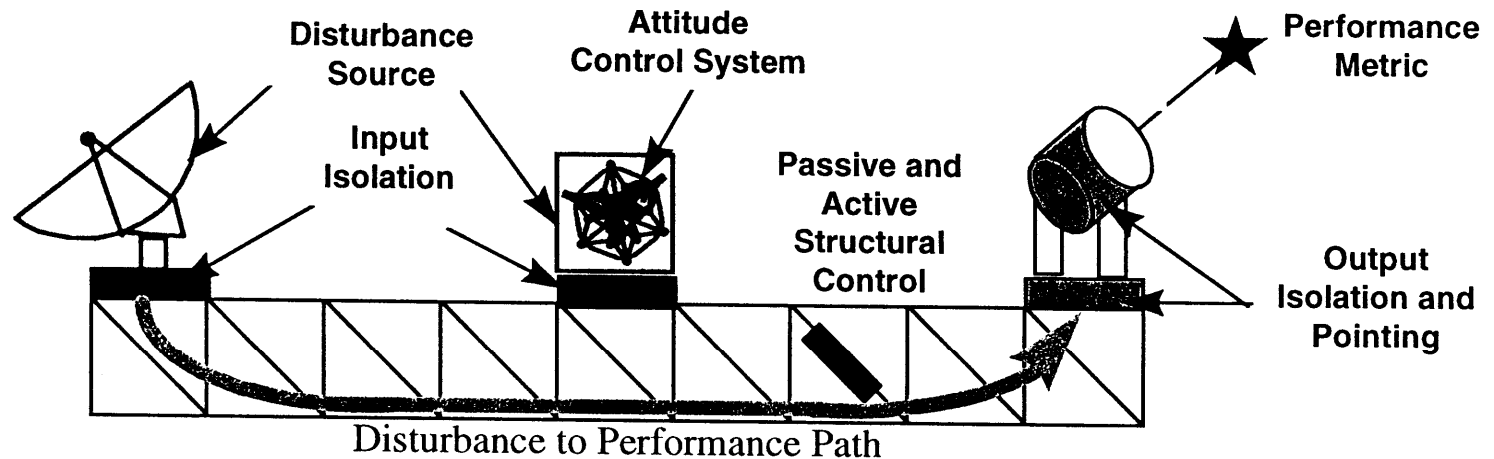 Disturbance
Source
Attitude
Control System
Performance
Metric
Input
Isolation
Passive and
Active
Structural
Control
Output
Isolation and
Pointing
Disturbance to Performance Path